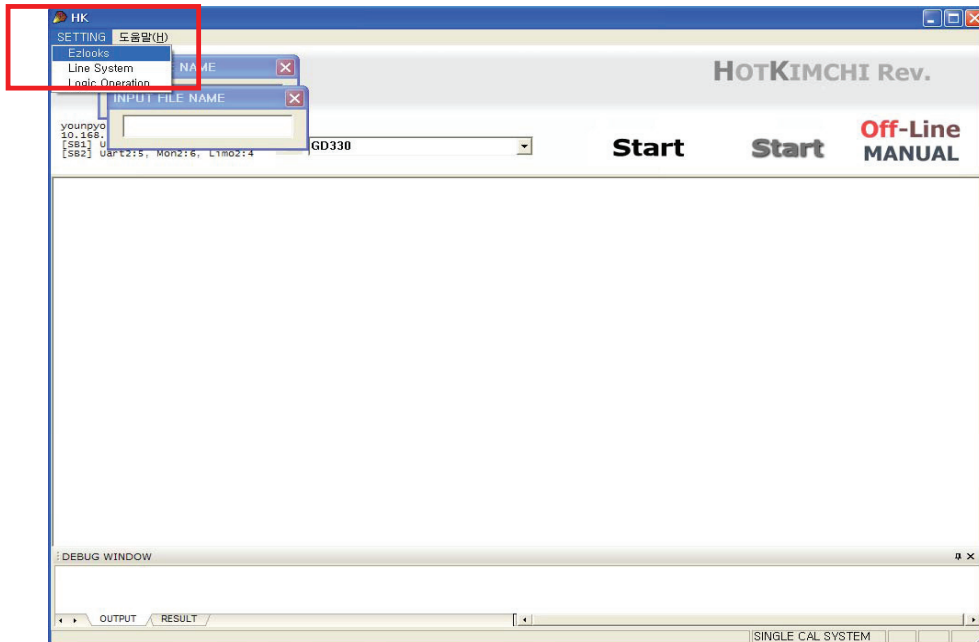 HK
SETTING 도움말(H)
Ezlooks
Line System
Logic Operation
NAME
INPUT FILE NAME
HOTKIMCHI Rev.
younpyo
10.168.
[SB1] U
[SB2] Uart2:5, Mon2:6, Limo2:4
GD330
Start
Start
Off-Line
MANUAL
DEBUG WINDOW
OUTPUT
RESULT
SINGLE CAL SYSTEM